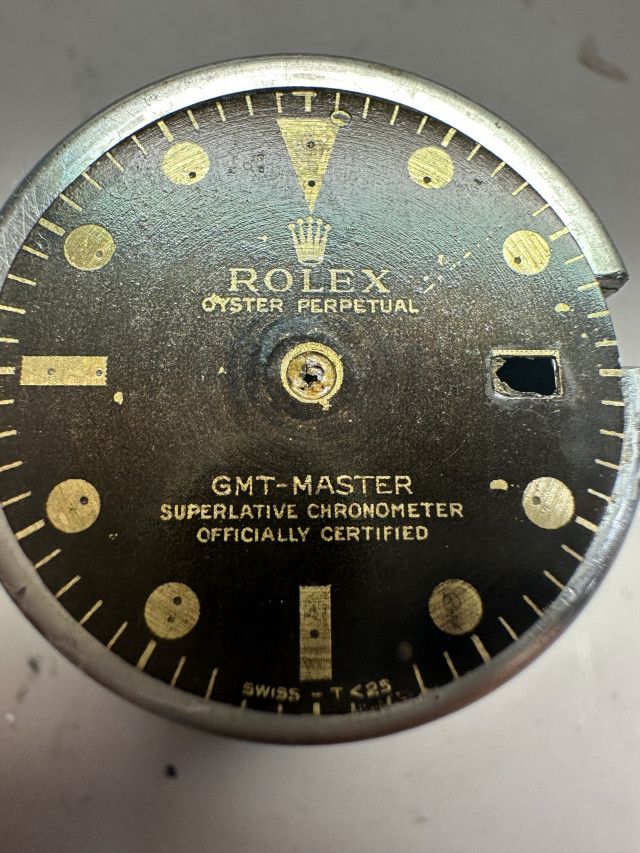 T
ROLEX
OYSTER PERPETUAL
GMT-MASTER
SUPERLATIVE CHRONOMETER
OFFICIALLY CERTIFIED
SWISS - T<25